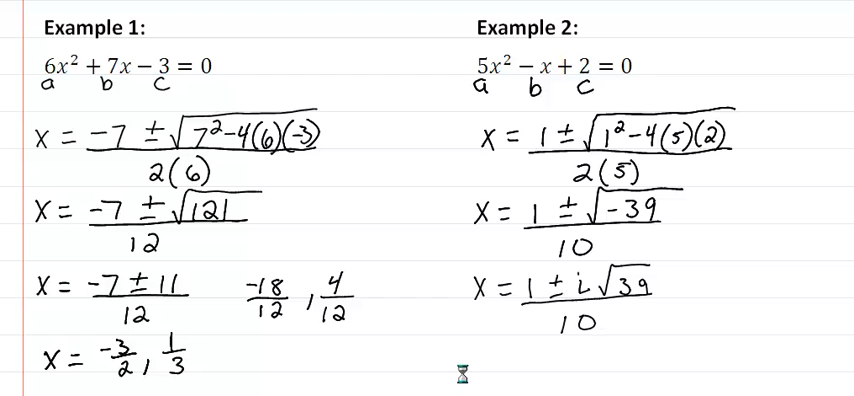 Example 1:
6x² + 7x − 3 = 0
a b c
x = −7 ± √(7² − 4(6)(−3))
2(6)
x = −7 ± √121
12
x = −7 ± 11
12
−18/12 , 4/12
x = −3/2 , 1/3
Example 2:
5x² − x + 2 = 0
a b c
x = 1 ± √(1² − 4(5)(2))
2(5)
x = 1 ± √−39
10
x = 1 ± i√39
10